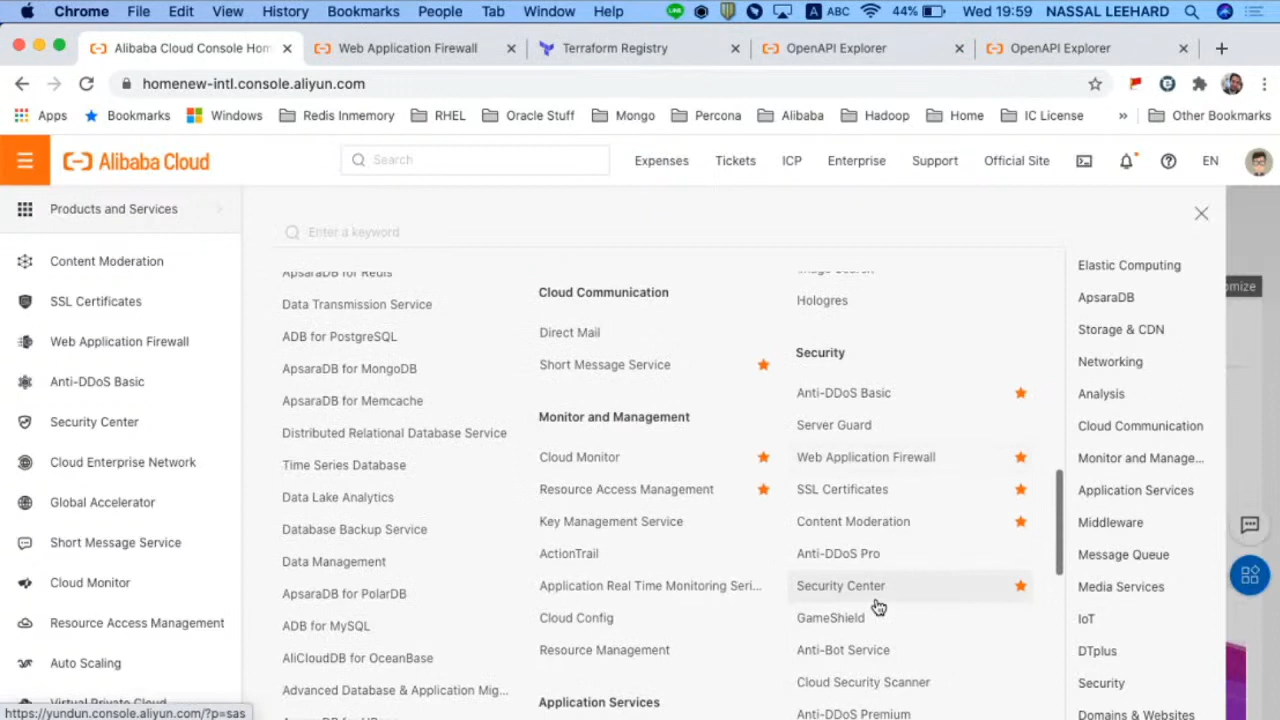 Chrome File Edit View History Bookmarks People Tab Window Help A ABC 44% Wed 19:59 NASSAL LEEHARD
Alibaba Cloud Console Hom
Web Application Firewall
Terraform Registry
OpenAPI Explorer
OpenAPI Explorer
homenew-intl.console.aliyun.com
Apps Bookmarks Windows Redis Inmemory RHEL Oracle Stuff Mongo Percona Alibaba Hadoop Home IC License » Other Bookmarks
Alibaba Cloud
Search
Expenses Tickets ICP Enterprise Support Official Site EN
Products and Services
Content Moderation
SSL Certificates
Web Application Firewall
Anti-DDoS Basic
Security Center
Cloud Enterprise Network
Global Accelerator
Short Message Service
Cloud Monitor
Resource Access Management
Auto Scaling
Virtual Private Cloud
https://yundun.console.aliyun.com/?p=sas
Enter a keyword
ApsaraDB for Redis
Data Transmission Service
ADB for PostgreSQL
ApsaraDB for MongoDB
ApsaraDB for Memcache
Distributed Relational Database Service
Time Series Database
Data Lake Analytics
Database Backup Service
Data Management
ApsaraDB for PolarDB
ADB for MySQL
AliCloudDB for OceanBase
Advanced Database & Application Mig...
Cloud Communication
Direct Mail
Short Message Service
Monitor and Management
Cloud Monitor
Resource Access Management
Key Management Service
ActionTrail
Application Real Time Monitoring Seri...
Cloud Config
Resource Management
Application Services
Image Search
Hologres
Security
Anti-DDoS Basic
Server Guard
Web Application Firewall
SSL Certificates
Content Moderation
Anti-DDoS Pro
Security Center
GameShield
Anti-Bot Service
Cloud Security Scanner
Anti-DDoS Premium
Elastic Computing
ApsaraDB
Storage & CDN
Networking
Analysis
Cloud Communication
Monitor and Manage...
Application Services
Middleware
Message Queue
Media Services
IoT
DTplus
Security
Domains & Websites
omize